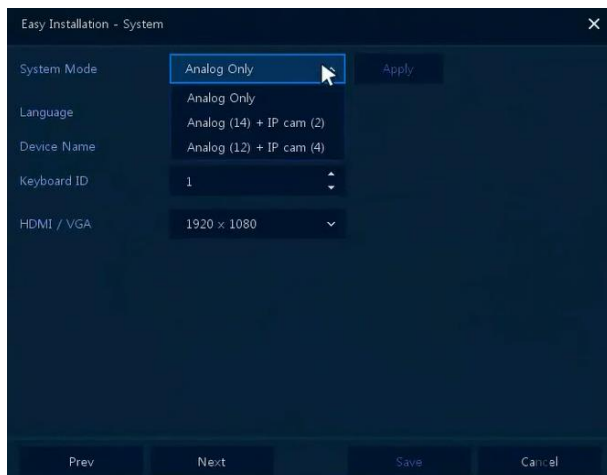 Easy Installation - System
System Mode
Analog Only
Apply
Analog Only
Language
Analog (14) + IP cam (2)
Device Name
Analog (12) + IP cam (4)
Keyboard ID
1
HDMI / VGA
1920 × 1080
Prev
Next
Save
Cancel